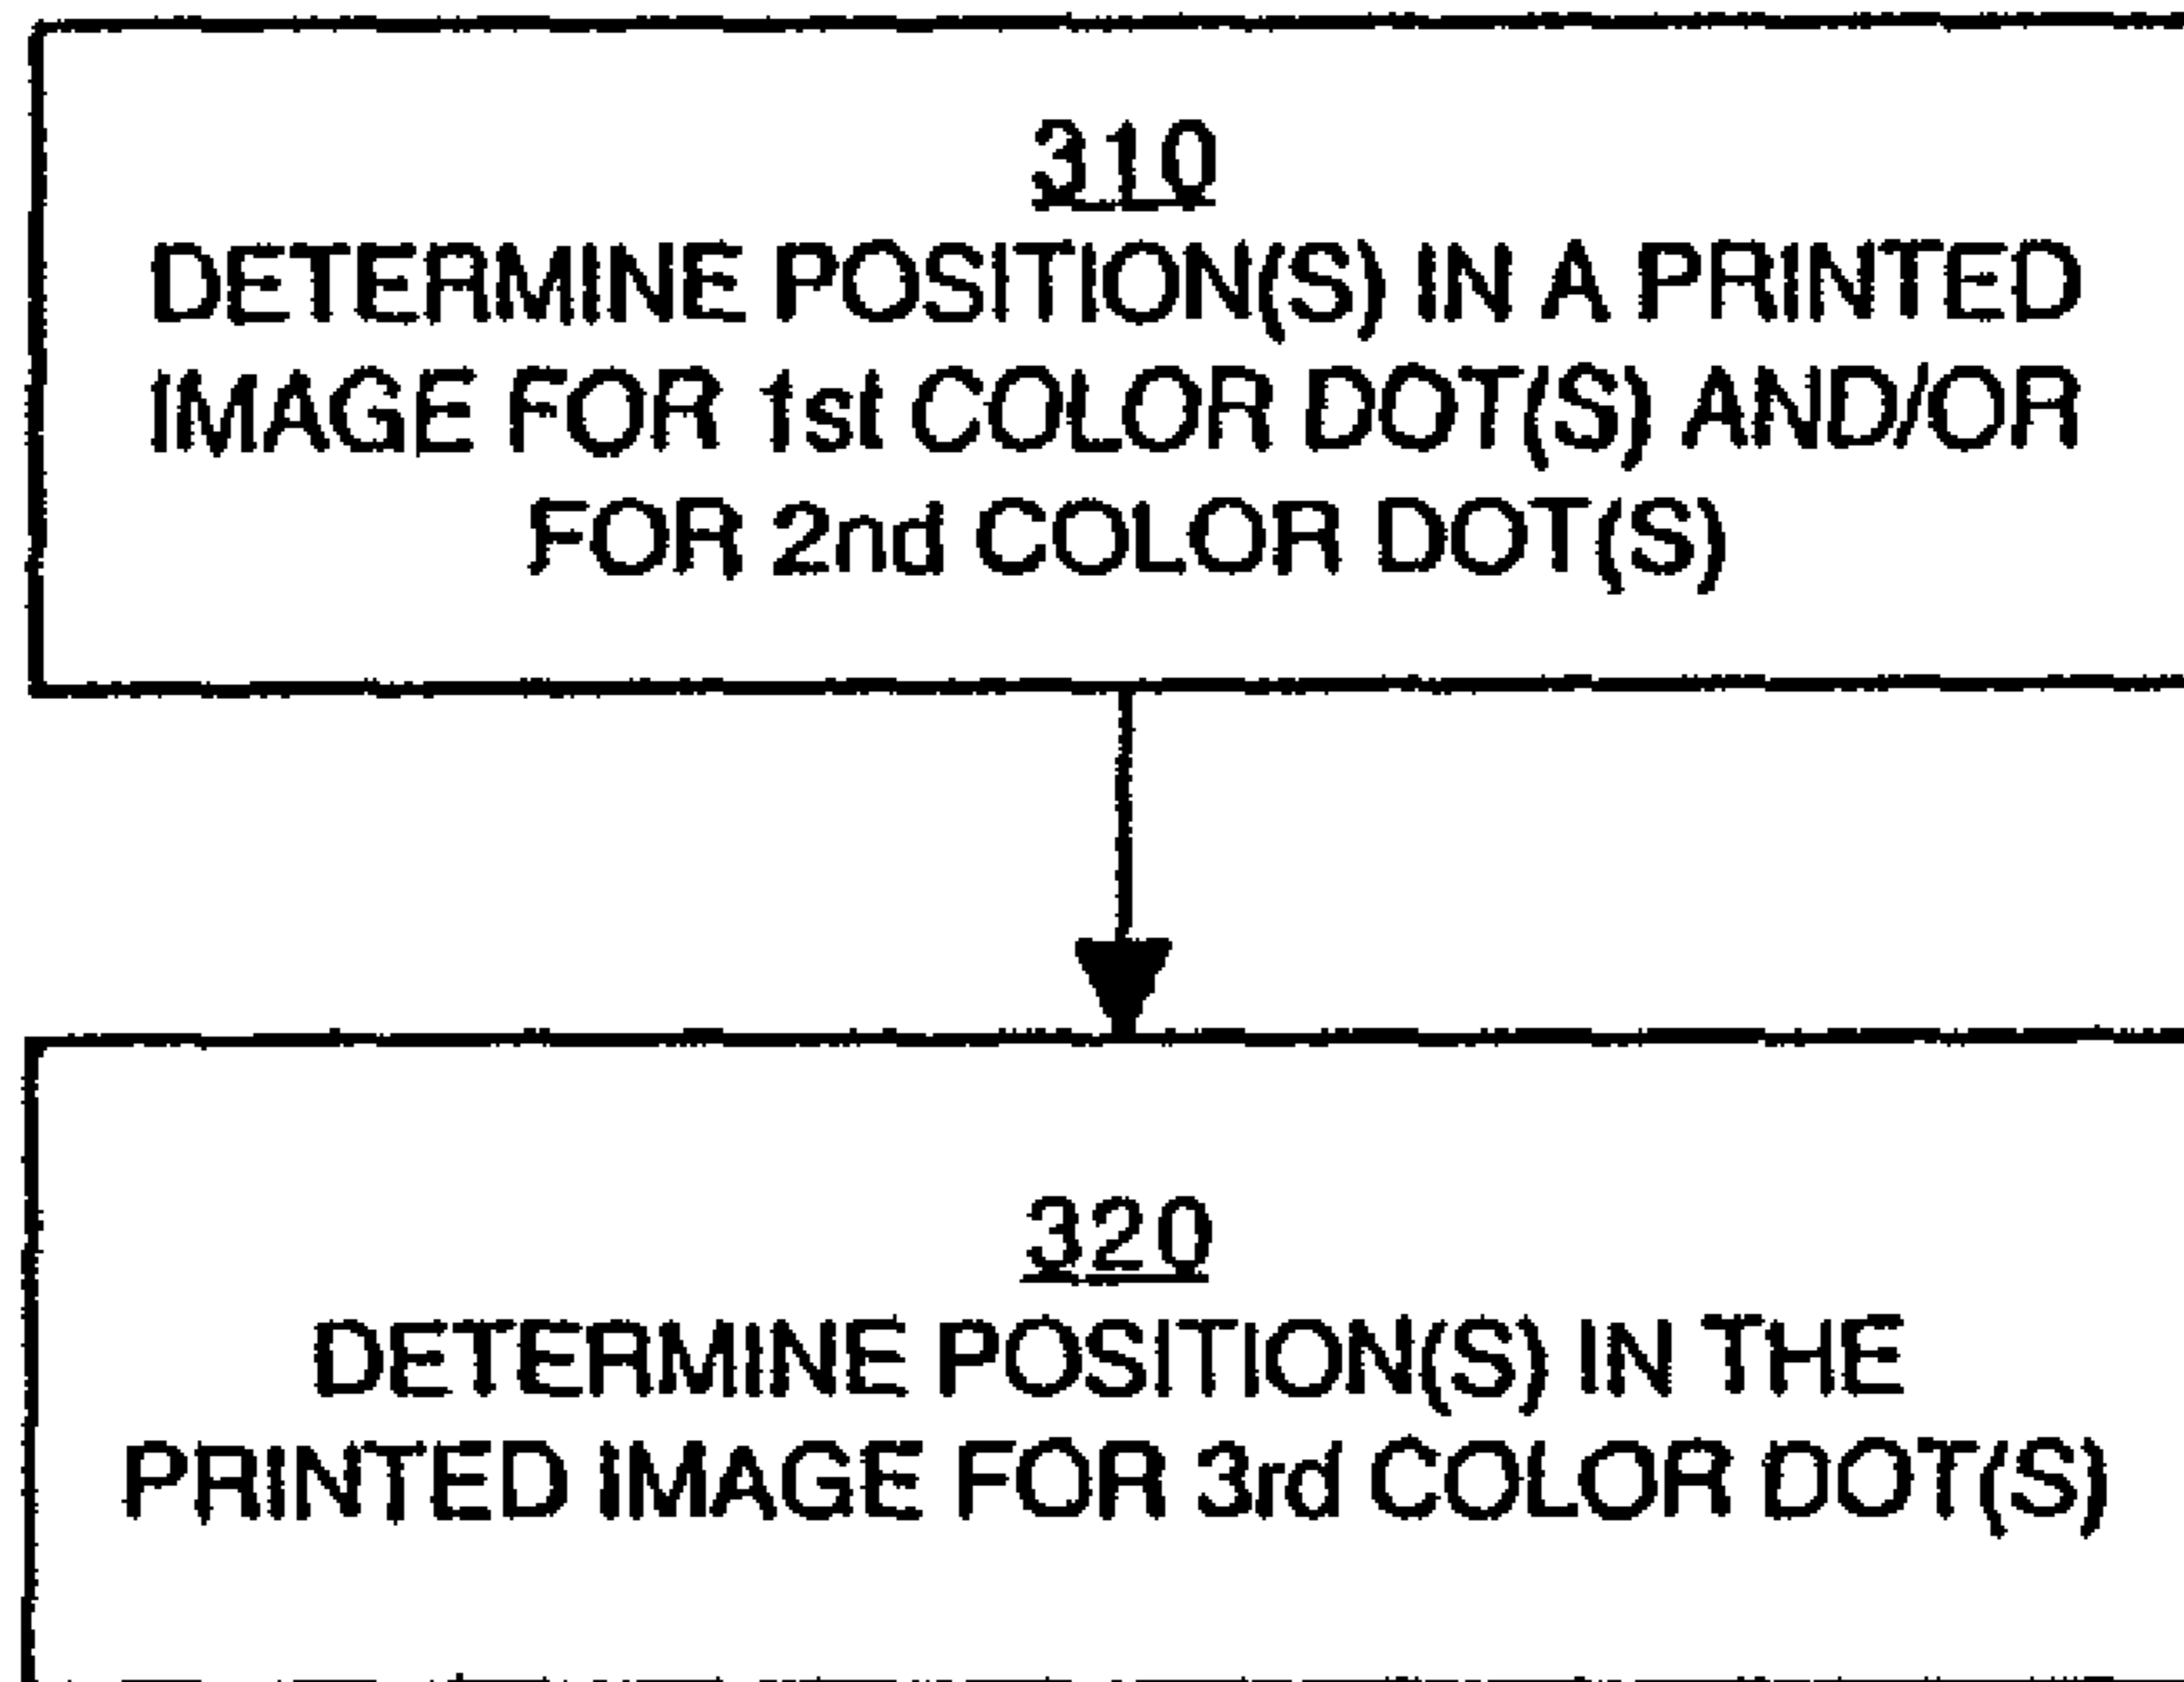 310
DETERMINE POSITION(S) IN A PRINTED
IMAGE FOR 1st COLOR DOT(S) AND/OR
FOR 2nd COLOR DOT(S)
320
DETERMINE POSITION(S) IN THE
PRINTED IMAGE FOR 3rd COLOR DOT(S)